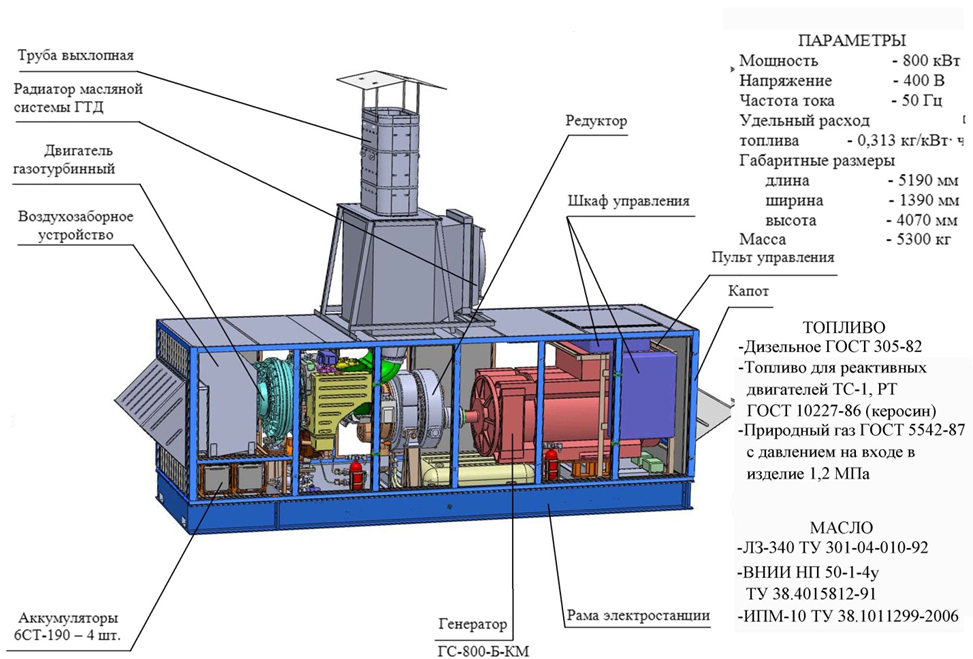 Труба выхлопная
Радиатор масляной
системы ГТД
Двигатель
газотурбинный
Воздухозаборное
устройство
Редуктор
Шкаф управления
Пульт управления
Капот
ПАРАМЕТРЫ
Мощность - 800 кВт
Напряжение - 400 В
Частота тока - 50 Гц
Удельный расход
топлива - 0,313 кг/кВт· ч
Габаритные размеры
длина - 5190 мм
ширина - 1390 мм
высота - 4070 мм
Масса - 5300 кг
ТОПЛИВО
-Дизельное ГОСТ 305-82
-Топливо для реактивных
двигателей ТС-1, РТ
ГОСТ 10227-86 (керосин)
-Природный газ ГОСТ 5542-87
с давлением на входе в
изделие 1,2 МПа
МАСЛО
-ЛЗ-340 ТУ 301-04-010-92
-ВНИИ НП 50-1-4у
ТУ 38.4015812-91
-ИПМ-10 ТУ 38.1011299-2006
Аккумуляторы
6СТ-190 – 4 шт.
Генератор
ГС-800-Б-КМ
Рама электростанции